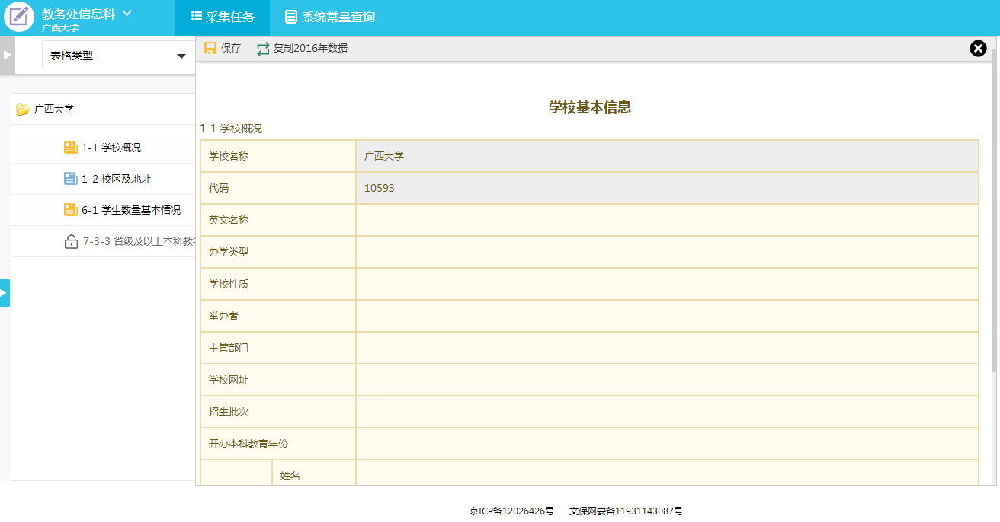 教务处信息科
广西大学
采集任务
系统常量查询
表格类型
保存
复制2016年数据
广西大学
1-1 学校概况
1-2 校区及地址
6-1 学生数量基本情况
7-3-3 省级及以上本科教
学校基本信息
1-1 学校概况
学校名称 广西大学
代码 10593
英文名称
办学类型
学校性质
举办者
主管部门
学校网址
招生批次
开办本科教育年份
姓名
京ICP备12026426号 文保网安备11931143087号